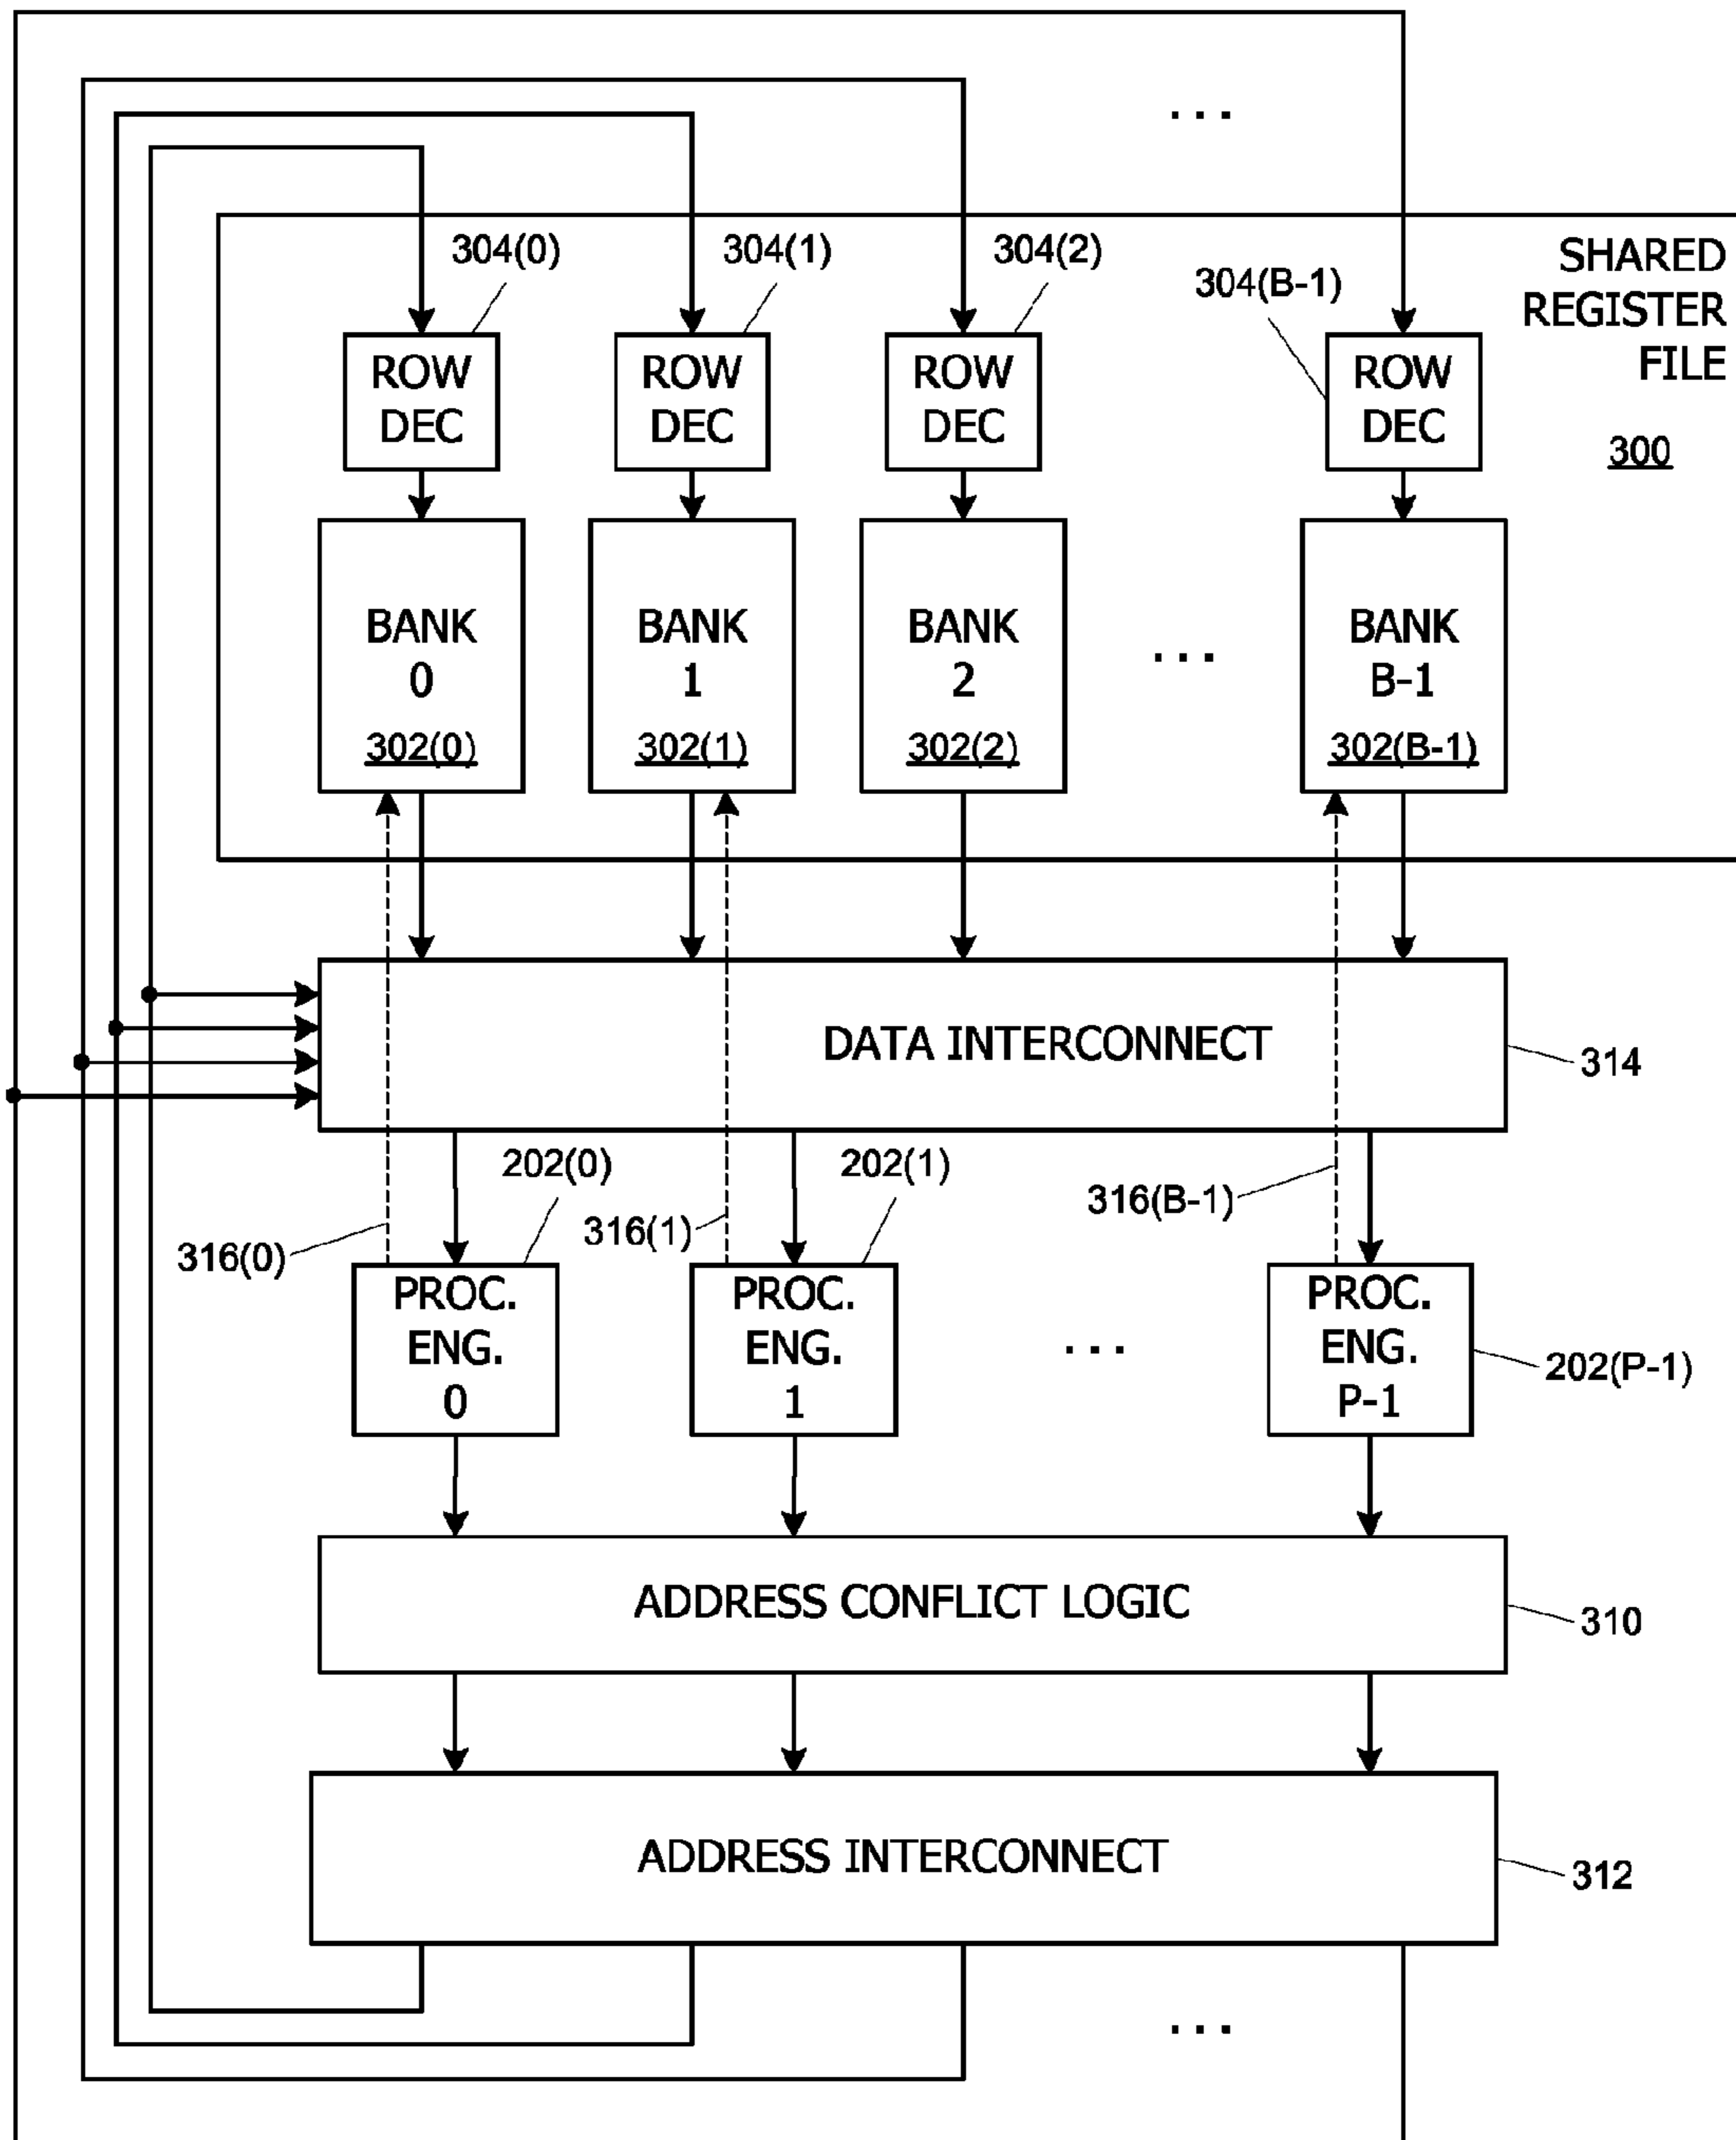 ...
304(0)
304(1)
304(2)
304(B-1)
SHARED
REGISTER
FILE
300
ROW
DEC
ROW
DEC
ROW
DEC
ROW
DEC
BANK
0
302(0)
BANK
1
302(1)
BANK
2
302(2)
...
BANK
B-1
302(B-1)
DATA INTERCONNECT
314
202(0)
202(1)
316(B-1)
316(0)
316(1)
PROC.
ENG.
0
PROC.
ENG.
1
...
PROC.
ENG.
P-1
202(P-1)
ADDRESS CONFLICT LOGIC
310
ADDRESS INTERCONNECT
312
...